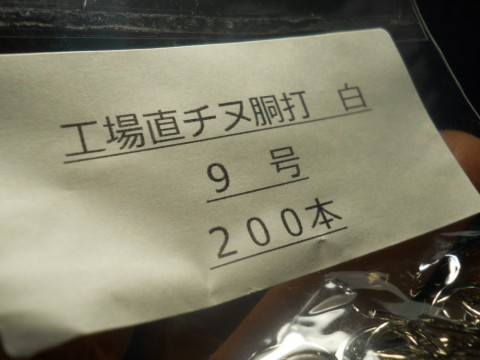 工場直チヌ胴打　白
９　号
２００本